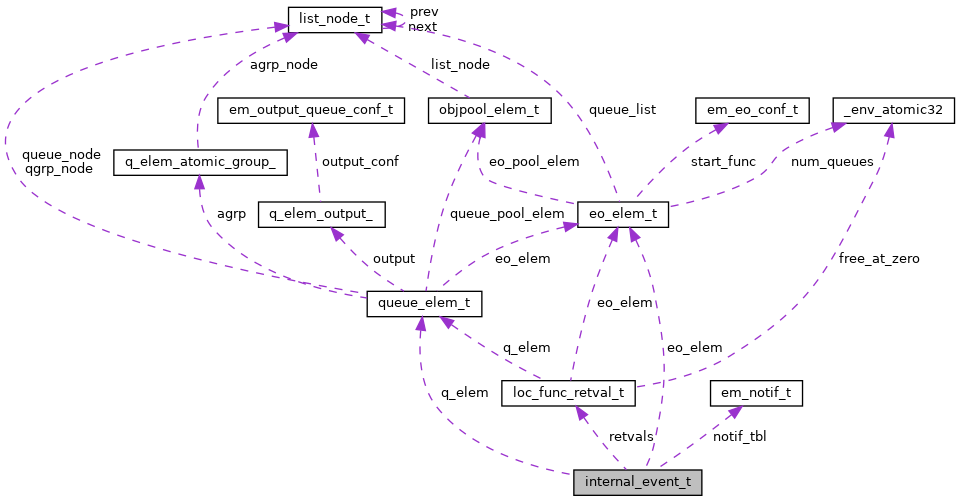 list_node_t
prev
next
agrp_node
list_node
em_output_queue_conf_t
objpool_elem_t
queue_list
em_eo_conf_t
_env_atomic32
queue_node
qgrp_node
q_elem_atomic_group_
output_conf
eo_pool_elem
start_func
num_queues
agrp
q_elem_output_
queue_pool_elem
eo_elem_t
output
eo_elem
free_at_zero
queue_elem_t
eo_elem
q_elem
eo_elem
q_elem
loc_func_retval_t
em_notif_t
retvals
notif_tbl
internal_event_t